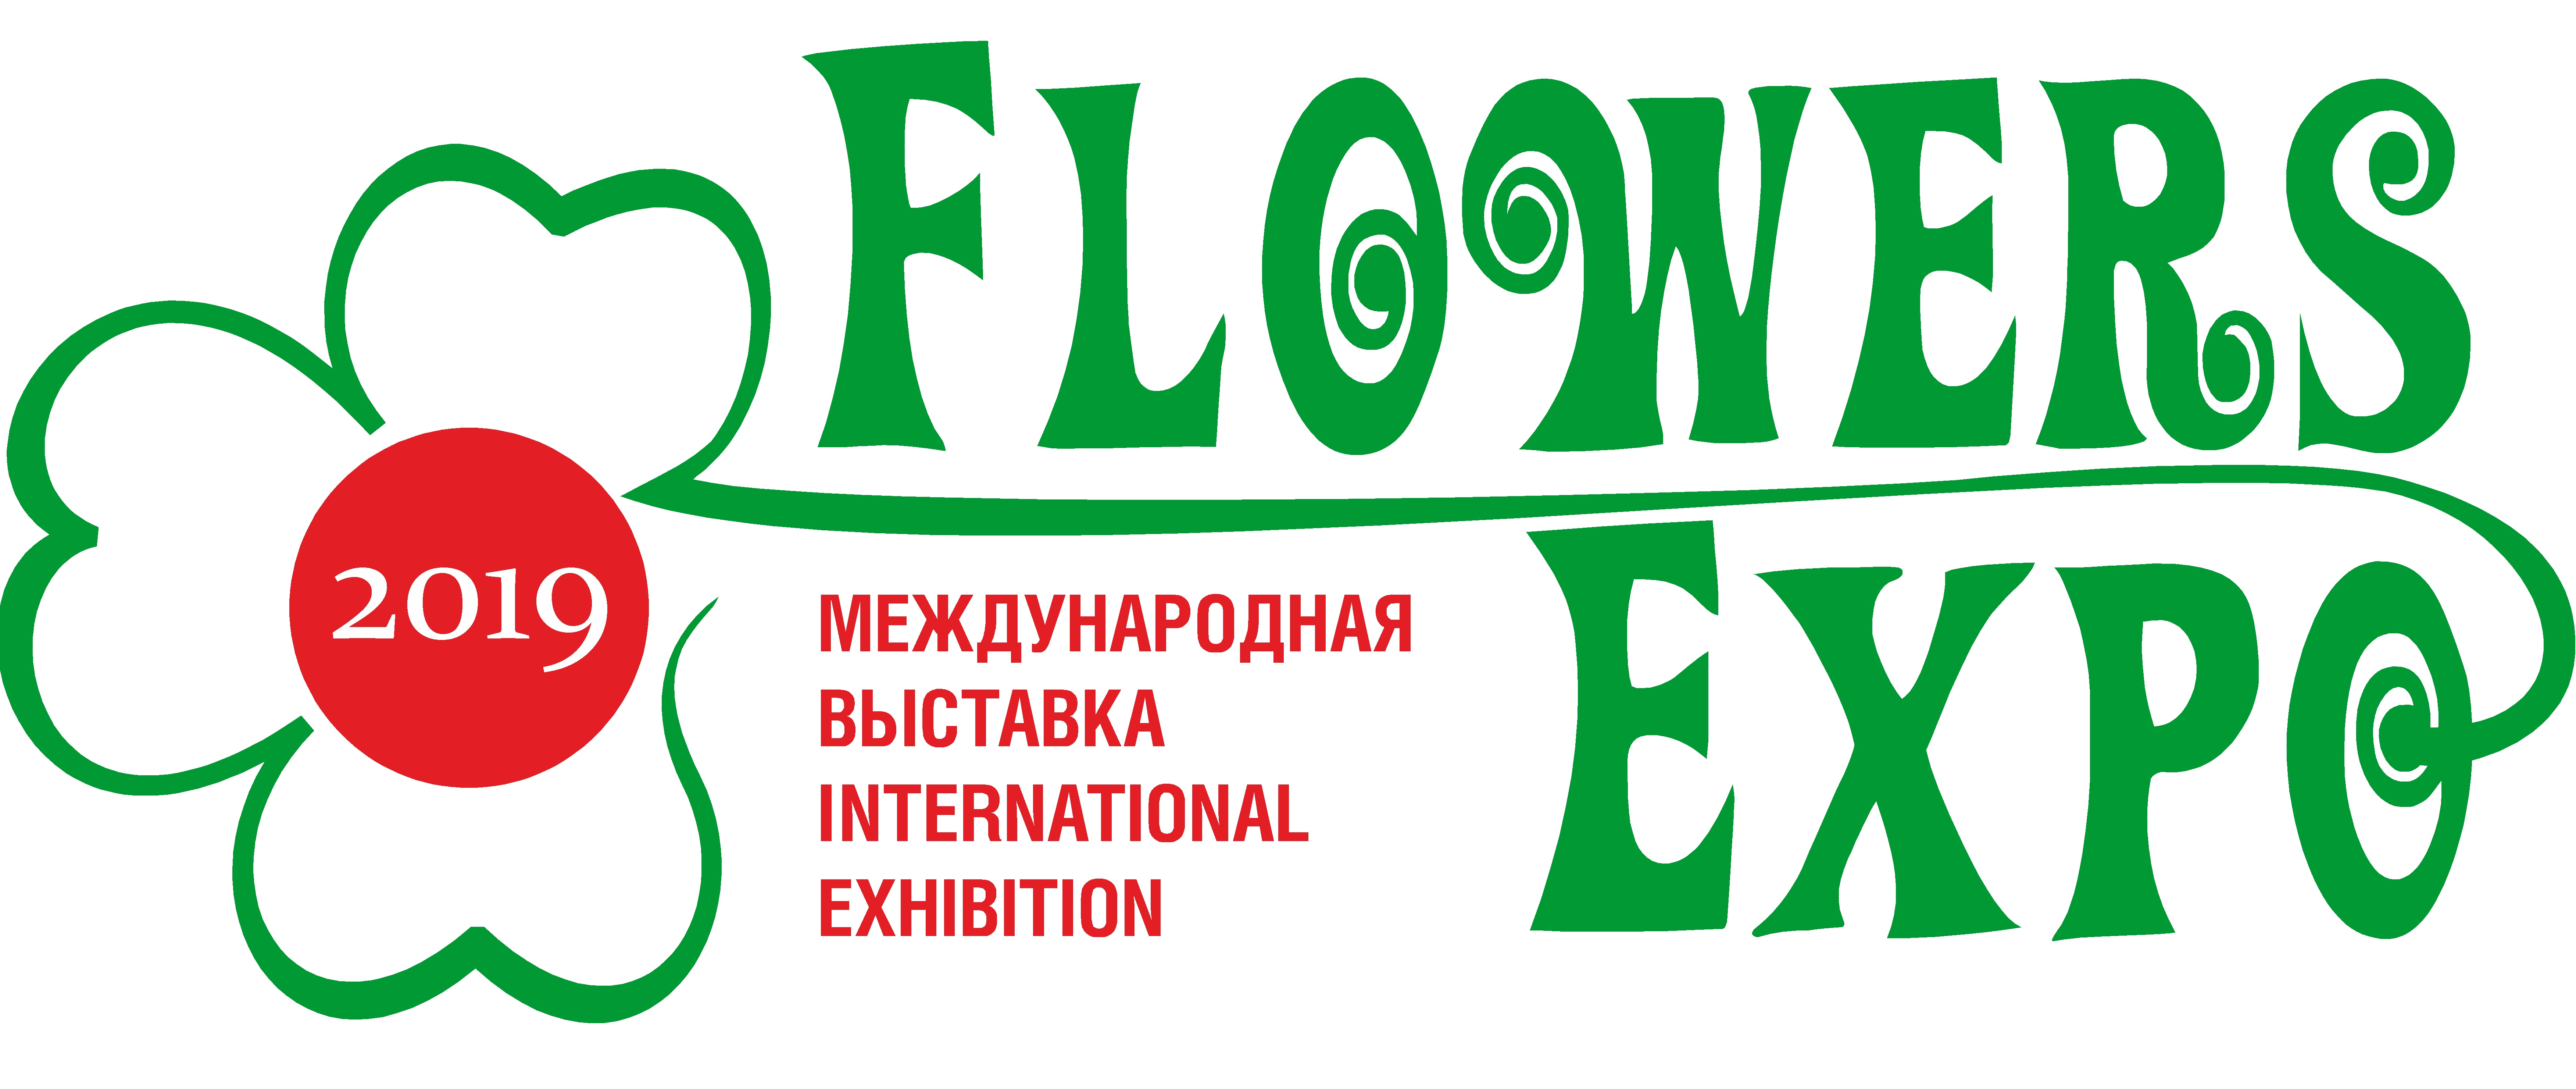 FLOWERS
EXPO
2019
МЕЖДУНАРОДНАЯ
ВЫСТАВКА
INTERNATIONAL
EXHIBITION